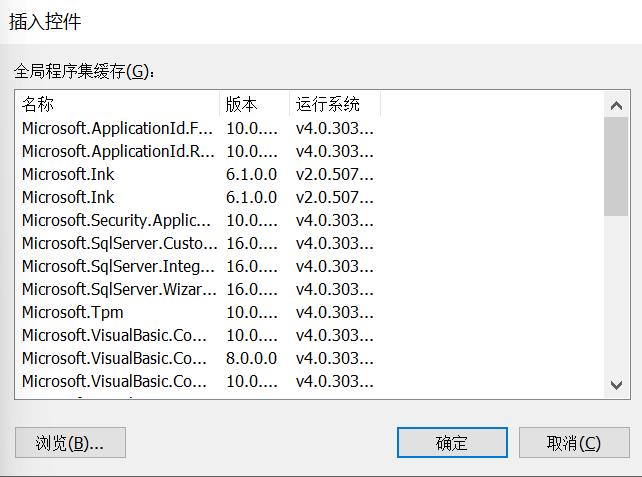 插入控件
全局程序集缓存(G):
名称 版本 运行系统
Microsoft.ApplicationId.F... 10.0.... v4.0.303...
Microsoft.ApplicationId.R... 10.0.... v4.0.303...
Microsoft.Ink 6.1.0.0 v2.0.507...
Microsoft.Ink 6.1.0.0 v2.0.507...
Microsoft.Security.Applic... 10.0.... v4.0.303...
Microsoft.SqlServer.Custo... 16.0.... v4.0.303...
Microsoft.SqlServer.Integ... 16.0.... v4.0.303...
Microsoft.SqlServer.Wizar... 16.0.... v4.0.303...
Microsoft.Tpm 10.0.... v4.0.303...
Microsoft.VisualBasic.Co... 10.0.... v4.0.303...
Microsoft.VisualBasic.Co... 8.0.0.0 v4.0.303...
Microsoft.VisualBasic.Co... 10.0.... v4.0.303...
浏览(B)... 确定 取消(C)